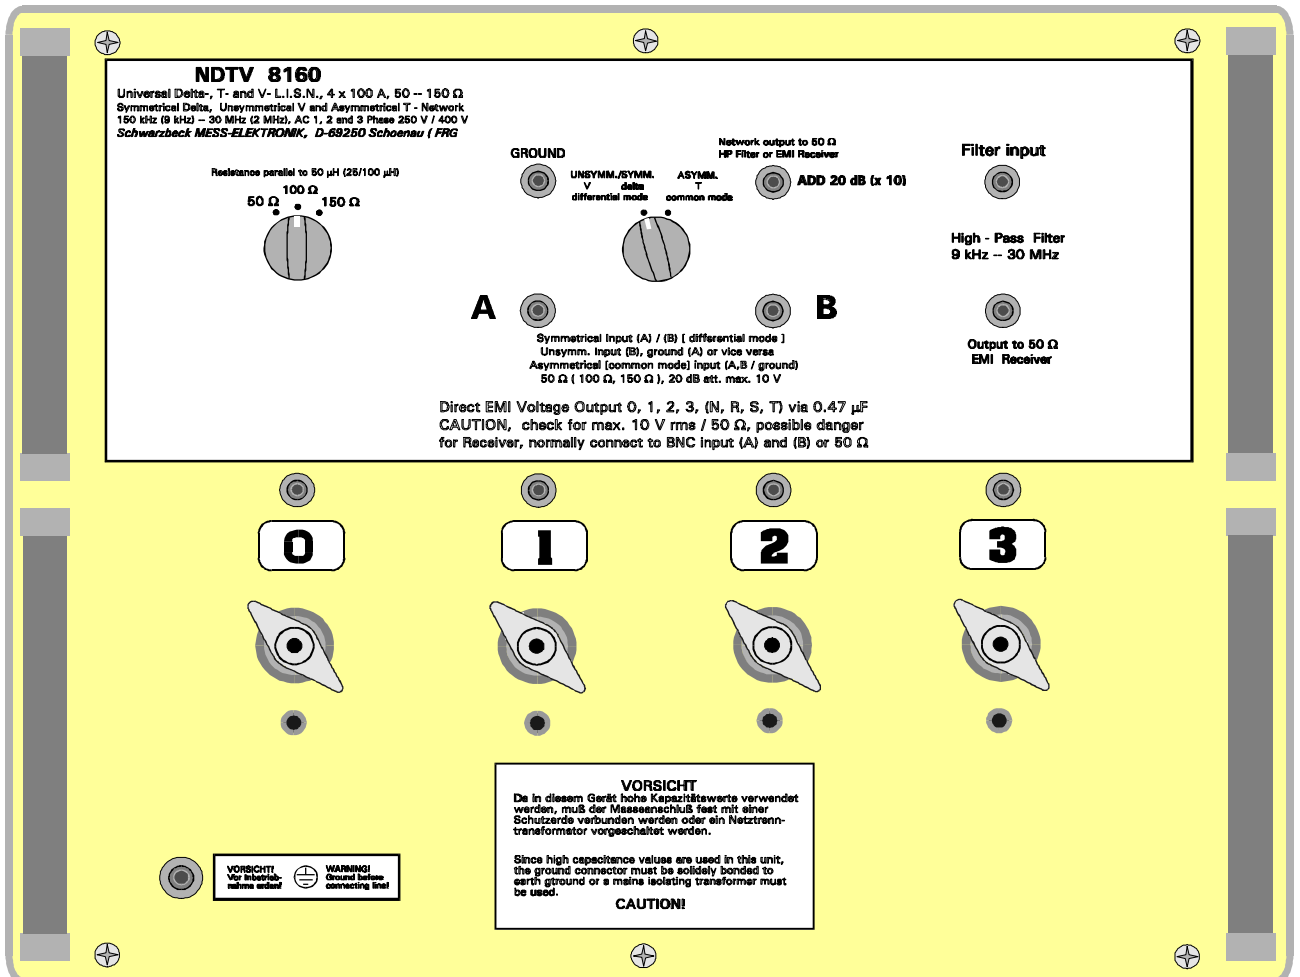 NDTV 8160
Universal Delta-, T- and V- L.I.S.N., 4 x 100 A, 50 -- 150 Ω
Symmetrical Delta, Unsymmetrical V and Asymmetrical T - Network
150 kHz (9 kHz) -- 30 MHz (2 MHz), AC 1, 2 and 3 Phase 250 V / 400 V
Schwarzbeck MESS-ELEKTRONIK, D-69250 Schoenau ( FRG
Resistance parallel to 50 µH (25/100 µH)
100 Ω
50 Ω 150 Ω
GROUND
UNSYMM./SYMM.
V delta
differential mode
ASYMM.
T
common mode
Network output to 50 Ω
HP Filter or EMI Receiver
ADD 20 dB (x 10)
Filter input
High - Pass Filter
9 kHz -- 30 MHz
A
B
Output to 50 Ω
EMI Receiver
Symmetrical Input (A) / (B) [ differential mode ]
Unsymm. Input (B), ground (A) or vice versa
Asymmetrical [common mode] input (A,B / ground)
50 Ω ( 100 Ω, 150 Ω ), 20 dB att. max. 10 V
Direct EMI Voltage Output 0, 1, 2, 3, (N, R, S, T) via 0.47 µF
CAUTION, check for max. 10 V rms / 50 Ω, possible danger
for Receiver, normally connect to BNC input (A) and (B) or 50 Ω
0
1
2
3
VORSICHT
Da in diesem Gerät hohe Kapazitätswerte verwendet
werden, muß der Masseanschluß fest mit einer
Schutzerde verbunden werden oder ein Netztrenn-
transformator vorgeschaltet werden.
Since high capacitance values are used in this unit,
the ground connector must be solidely bonded to
earth gtround or a mains isolating transformer must
be used.
CAUTION!
VORSICHT!
Vor Inbetrieb-
nahme erden!
WARNING!
Ground before
connecting line!